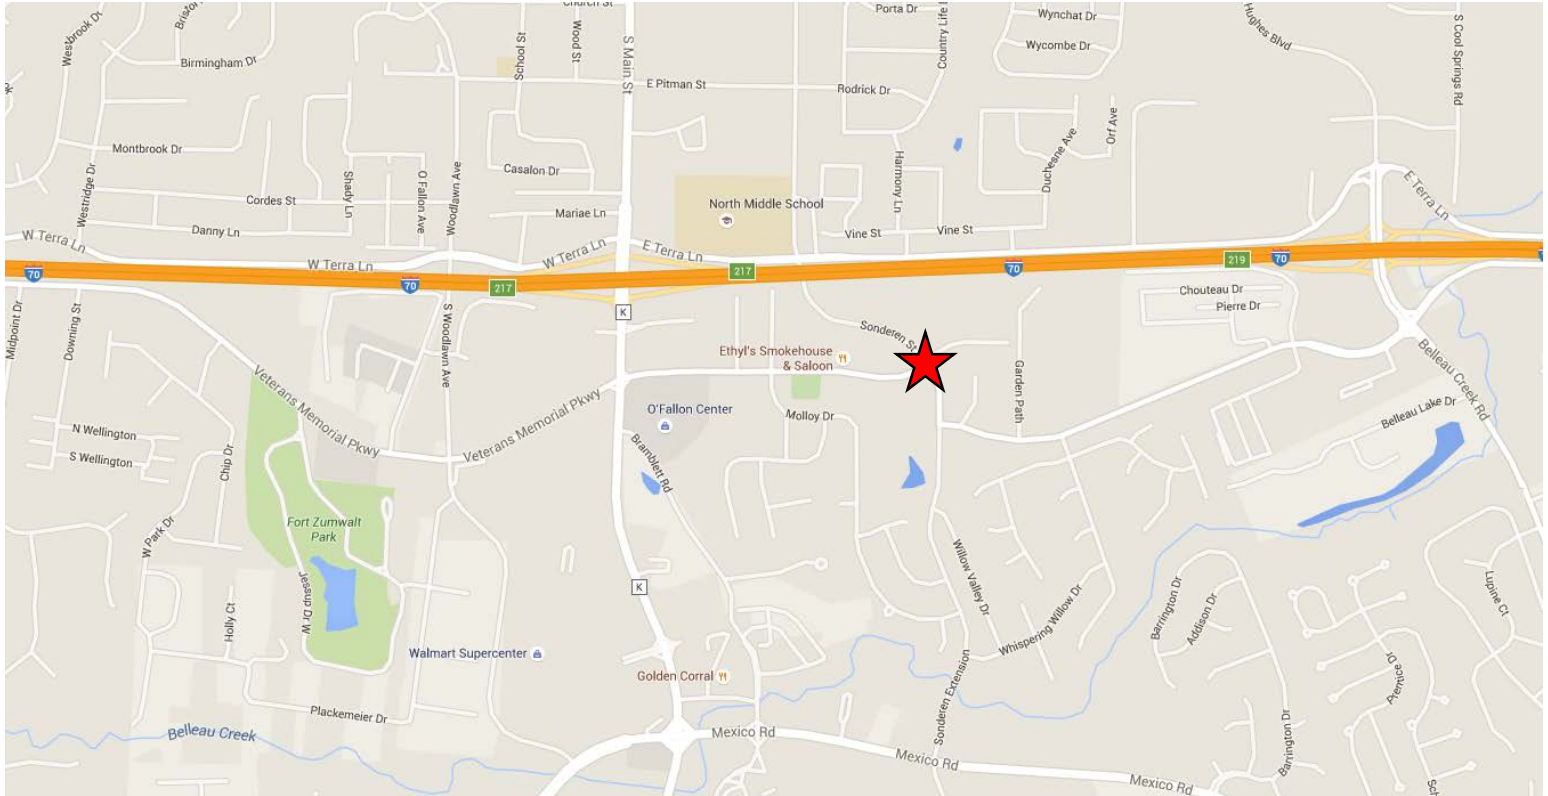 Church St
Westbrook Dr
Birmingham Dr
School St
Wood St
S Main St
E Pitman St
Porta Dr
Country Life
Wynchat Dr
Wycombe Dr
Rodrick Dr
Hughes Blvd
S Cool Springs Rd
Montbrook Dr
Westridge Dr
Cordes St
Danny Ln
Shady Ln
O Fallon Ave
Woodlawn Ave
Casalon Dr
Mariae Ln
North Middle School
Harmony Ln
Vine St
Vine St
Duchesne Ave
Orf Ave
E Terra Ln
W Terra Ln
W Terra Ln
W Terra Ln
E Terra Ln
70
70
217
217
70
219
70
K
Midpoint Dr
Downing St
S Woodlawn Ave
Sonderen St
Ethyl's Smokehouse
& Saloon
Garden Path
Chouteau Dr
Pierre Dr
Belleau Creek Rd
Veterans Memorial Pkwy
Veterans Memorial Pkwy
O'Fallon Center
Molloy Dr
Belleau Lake Dr
N Wellington
S Wellington
Chip Dr
Bramblett Rd
W Park Dr
Fort Zumwalt
Park
Jessup Dr W
Holly Ct
K
Willow Valley Dr
Whispering Willow Dr
Barrington Dr
Addison Dr
Lupine Ct
Prentice Dr
Walmart Supercenter
Golden Corral
Sonderen Extension
Plackemeier Dr
Belleau Creek
Mexico Rd
Mexico Rd
Mexico Rd
Barrington Dr